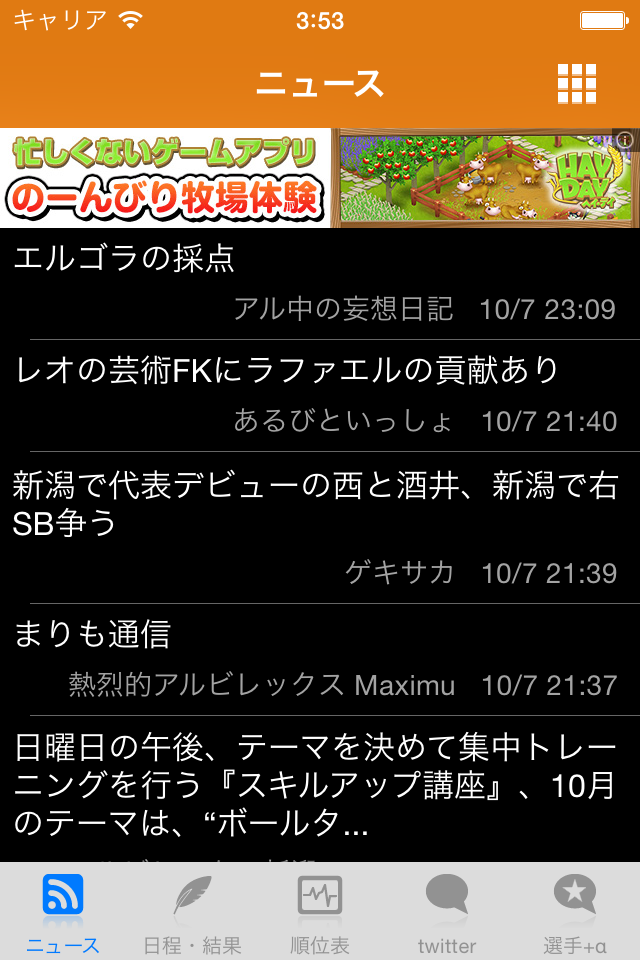 キャリア 3:53
ニュース
忙しくないゲームアプリ
のーんびり牧場体験
HAY
DAY
ヘイ・デイ
エルゴラの採点
アル中の妄想日記 10/7 23:09
レオの芸術FKにラファエルの貢献あり
あるびといっしょ 10/7 21:40
新潟で代表デビューの西と酒井、新潟で右
SB争う
ゲキサカ 10/7 21:39
まりも通信
熱烈的アルビレックス Maximu 10/7 21:37
日曜日の午後、テーマを決めて集中トレー
ニングを行う『スキルアップ講座』、10月
のテーマは、“ボールタ...
ニュース 日程・結果 順位表 twitter 選手+α